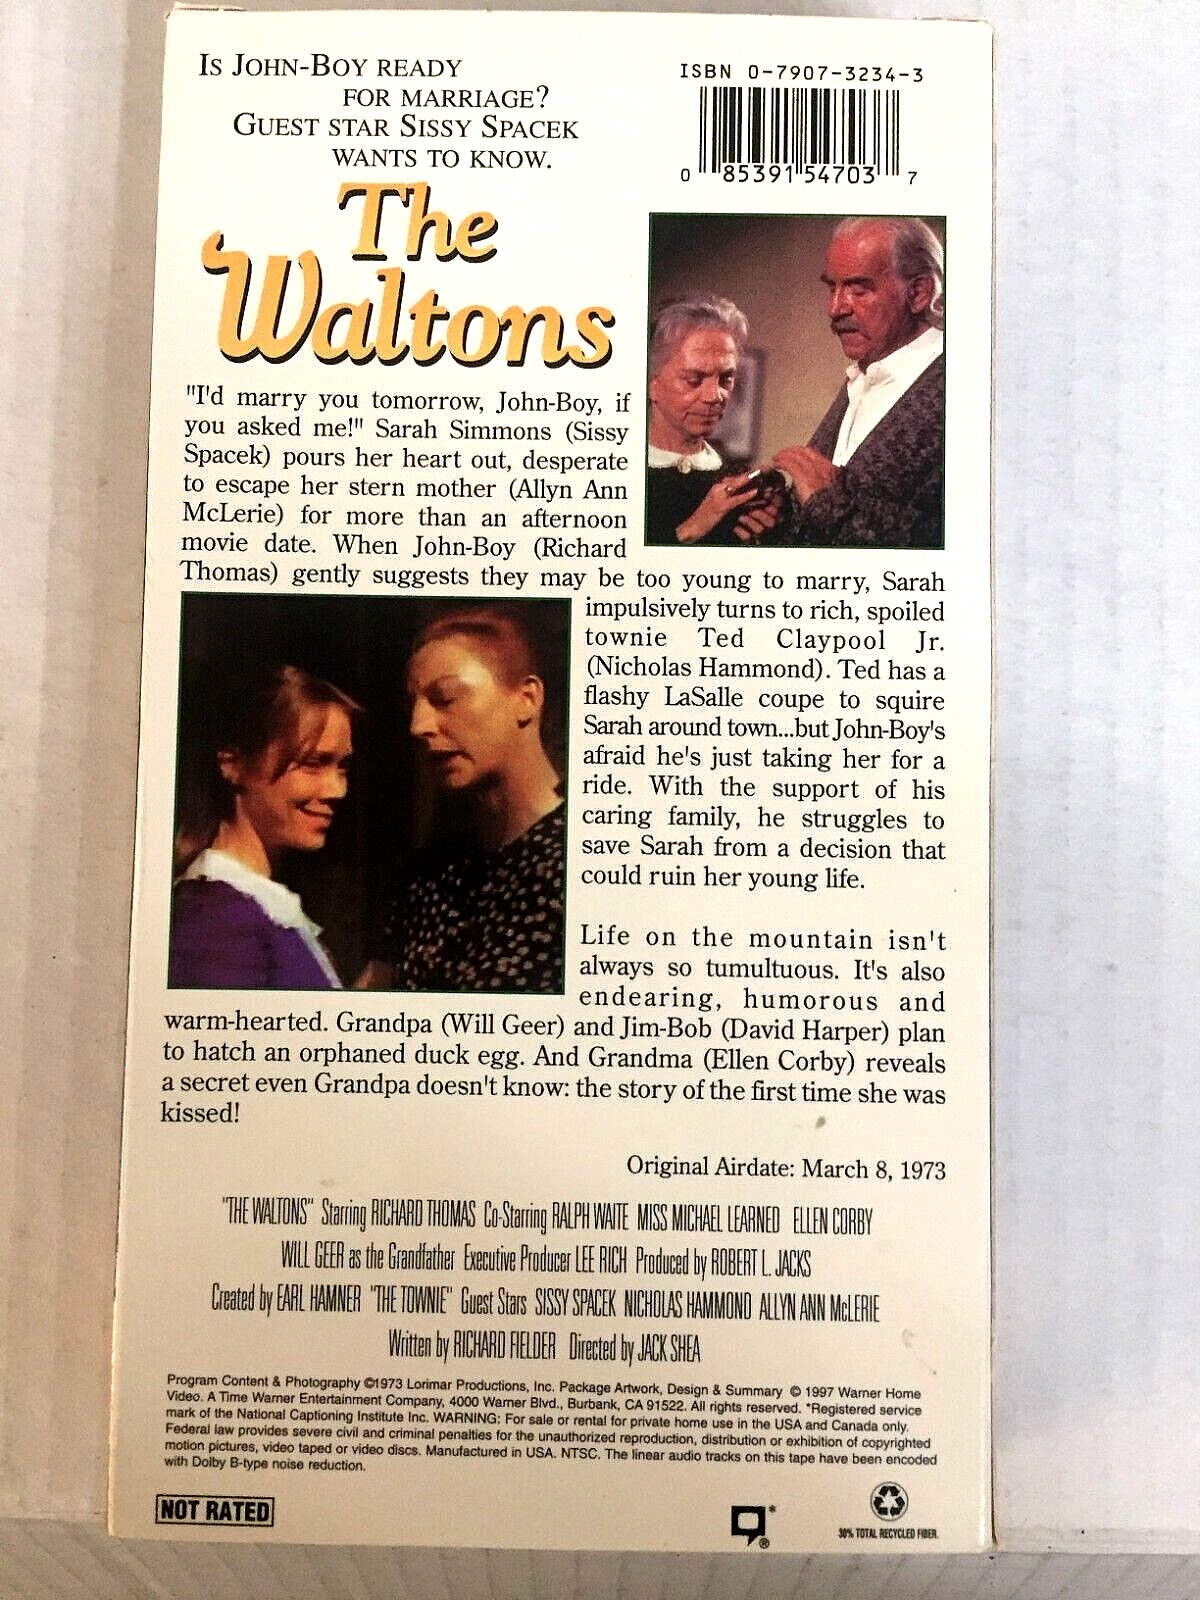 Is John-Boy ready
for marriage?
Guest star Sissy Spacek
wants to know.
ISBN 0-7907-3234-3
0 85391 54703 7
The
Waltons
"I'd marry you tomorrow, John-Boy, if
you asked me!" Sarah Simmons (Sissy
Spacek) pours her heart out, desperate
to escape her stern mother (Allyn Ann
McLerie) for more than an afternoon
movie date. When John-Boy (Richard
Thomas) gently suggests they may be too young to marry, Sarah
impulsively turns to rich, spoiled
townie Ted Claypool Jr.
(Nicholas Hammond). Ted has a
flashy LaSalle coupe to squire
Sarah around town...but John-Boy's
afraid he's just taking her for a
ride. With the support of his
caring family, he struggles to
save Sarah from a decision that
could ruin her young life.
Life on the mountain isn't
always so tumultuous. It's also
endearing, humorous and
warm-hearted. Grandpa (Will Geer) and Jim-Bob (David Harper) plan
to hatch an orphaned duck egg. And Grandma (Ellen Corby) reveals
a secret even Grandpa doesn't know: the story of the first time she was
kissed!
Original Airdate: March 8, 1973
"THE WALTONS" Starring RICHARD THOMAS Co-Starring RALPH WAITE MISS MICHAEL LEARNED ELLEN CORBY
WILL GEER as the Grandfather Executive Producer LEE RICH Produced by ROBERT L. JACKS
Created by EARL HAMNER "THE TOWNIE" Guest Stars SISSY SPACEK NICHOLAS HAMMOND ALLYN ANN McLERIE
Written by RICHARD FIELDER Directed by JACK SHEA
Program Content & Photography ©1973 Lorimar Productions, Inc. Package Artwork, Design & Summary © 1997 Warner Home
Video. A Time Warner Entertainment Company, 4000 Warner Blvd., Burbank, CA 91522. All rights reserved. *Registered service
mark of the National Captioning Institute Inc. WARNING: For sale or rental for private home use in the USA and Canada only.
Federal law provides severe civil and criminal penalties for the unauthorized reproduction, distribution or exhibition of copyrighted
motion pictures, video taped or video discs. Manufactured in USA. NTSC. The linear audio tracks on this tape have been encoded
with Dolby B-type noise reduction.
NOT RATED
* ®
30% TOTAL RECYCLED FIBER.